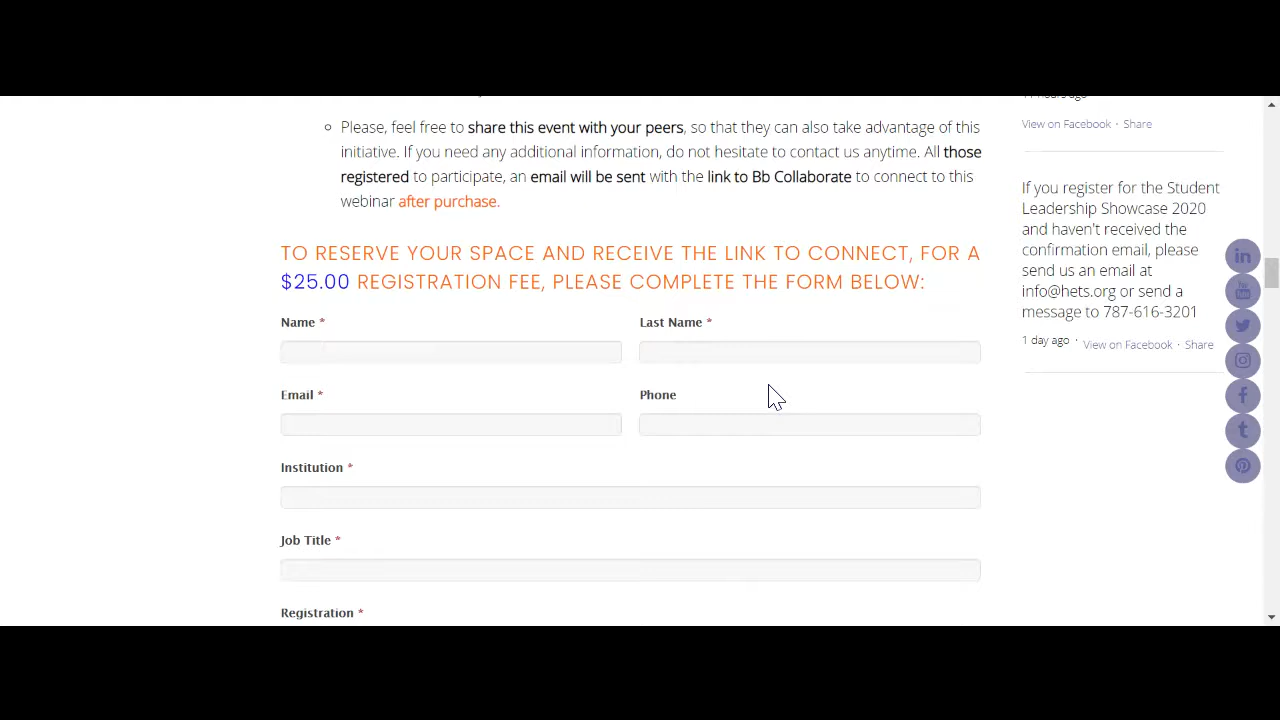 View on Facebook · Share
Please, feel free to share this event with your peers, so that they can also take advantage of this
initiative. If you need any additional information, do not hesitate to contact us anytime. All those
registered to participate, an email will be sent with the link to Bb Collaborate to connect to this
webinar after purchase.
TO RESERVE YOUR SPACE AND RECEIVE THE LINK TO CONNECT, FOR A
$25.00 REGISTRATION FEE, PLEASE COMPLETE THE FORM BELOW:
Name *
Last Name *
Email *
Phone
Institution *
Job Title *
Registration *
If you register for the Student
Leadership Showcase 2020
and haven't received the
confirmation email, please
send us an email at
info@hets.org or send a
message to 787-616-3201
1 day ago · View on Facebook · Share